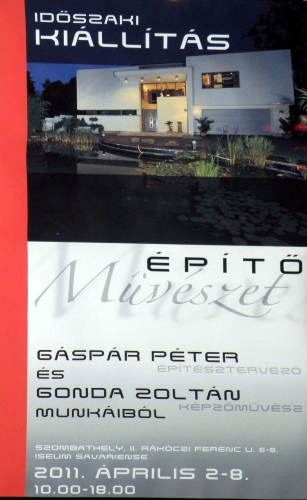 IDŐSZAKI
KIÁLLÍTÁS
ÉPÍTŐ
Művészet
GÁSPÁR PÉTER
ÉPÍTÉSZTERVEZŐ
ÉS
GONDA ZOLTÁN
KÉPZŐMŰVÉSZ
MUNKÁIBÓL
SZOMBATHELY, II. RÁKÓCZI FERENC U. 6-8.
ISEUM SAVARIENSE
2011. ÁPRILIS 2-8.
10.00-18.00